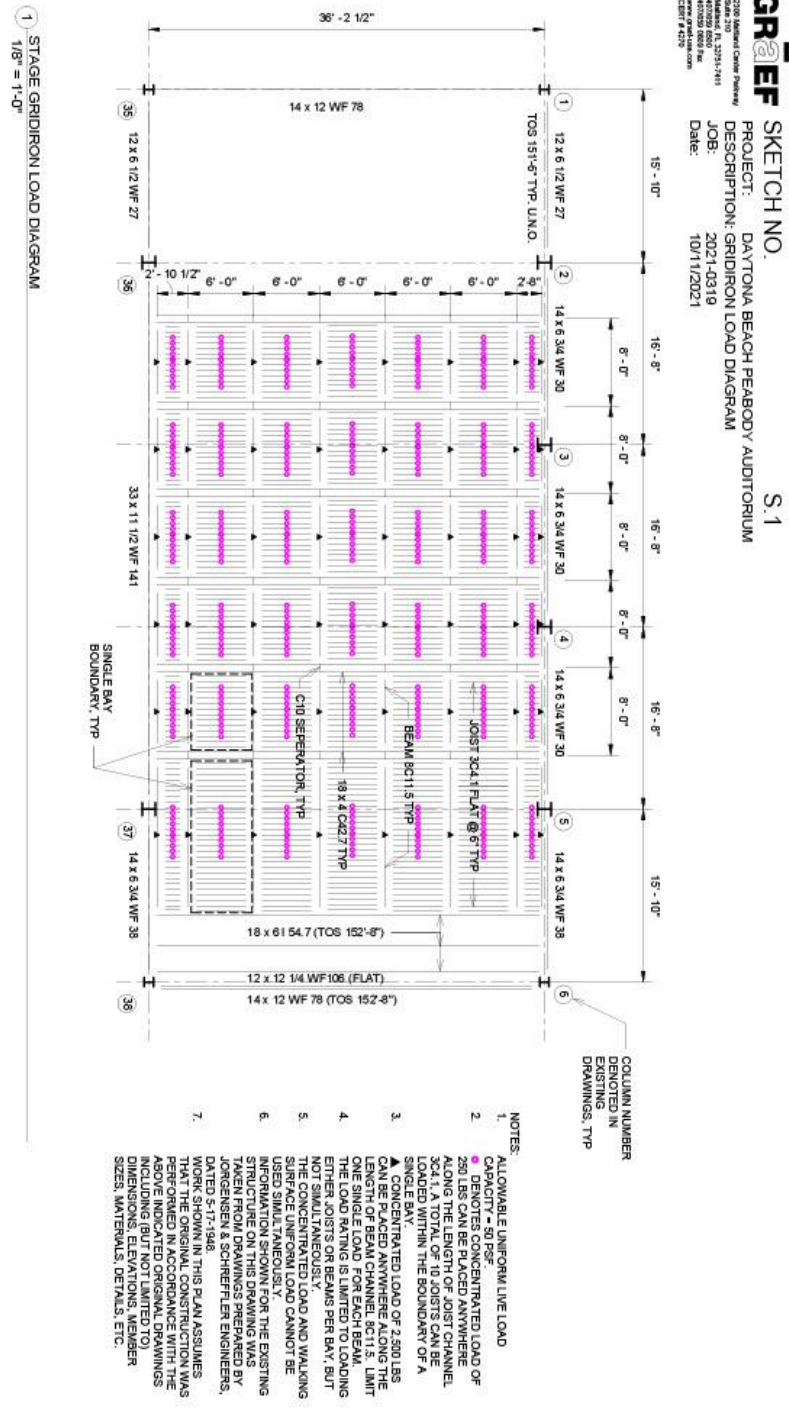 GRaEF
2300 Maitland Center Parkway
Suite 210
Maitland, FL 32751-7411
www.graef-usa.com
CERT # 4270
SKETCH NO. S.1
PROJECT: DAYTONA BEACH PEABODY AUDITORIUM
DESCRIPTION: GRIDIRON LOAD DIAGRAM
JOB: 2021-0319
Date: 10/11/2021
15' - 10"
16' - 8"
16' - 8"
16' - 8"
15' - 10"
8' - 0"
8' - 0"
8' - 0"
8' - 0"
8' - 0"
1
2
3
4
5
6
12 x 6 1/2 WF 27
14 x 6 3/4 WF 30
14 x 6 3/4 WF 30
14 x 6 3/4 WF 30
14 x 6 3/4 WF 38
TOS 151'-6" TYP. U.N.O.
36' - 2 1/2"
14 x 12 WF 78
2' - 8"
6' - 0"
6' - 0"
6' - 0"
6' - 0"
6' - 0"
2' - 10 1/2"
JOIST 3C4.1 FLAT @ 6" TYP
BEAM 8C11.5 TYP
18 x 4 C42.7 TYP
C10 SEPERATOR, TYP
18 x 6 I 54.7 (TOS 152'-8")
12 x 12 1/4 WF106 (FLAT)
14 x 12 WF 78 (TOS 152'-8")
35
12 x 6 1/2 WF 27
36
33 x 11 1/2 WF 141
37
14 x 6 3/4 WF 38
38
SINGLE BAY
BOUNDARY, TYP
COLUMN NUMBER
DENOTED IN
EXISTING
DRAWINGS, TYP
NOTES:
1. ALLOWABLE UNIFORM LIVE LOAD
CAPACITY = 50 PSF.
2. DENOTES CONCENTRATED LOAD OF
250 LBS CAN BE PLACED ANYWHERE
ALONG THE LENGTH OF JOIST CHANNEL
3C4.1, A TOTAL OF 10 JOISTS CAN BE
LOADED WITHIN THE BOUNDARY OF A
SINGLE BAY.
3. ▲ CONCENTRATED LOAD OF 2,500 LBS
CAN BE PLACED ANYWHERE ALONG THE
LENGTH OF BEAM CHANNEL 8C11.5. LIMIT
ONE SINGLE LOAD FOR EACH BEAM.
4. THE LOAD RATING IS LIMITED TO LOADING
EITHER JOISTS OR BEAMS PER BAY, BUT
NOT SIMULTANEOUSLY.
5. THE CONCENTRATED LOAD AND WALKING
SURFACE UNIFORM LOAD CANNOT BE
USED SIMULTANEOUSLY.
6. INFORMATION SHOWN FOR THE EXISTING
STRUCTURE ON THIS DRAWING WAS
TAKEN FROM DRAWINGS PREPARED BY
JORGENSEN & SCHREFFLER ENGINEERS,
DATED 5-17-1946.
7. WORK SHOWN IN THIS PLAN ASSUMES
THAT THE ORIGINAL CONSTRUCTION WAS
PERFORMED IN ACCORDANCE WITH THE
ABOVE INDICATED ORIGINAL DRAWINGS
INCLUDING (BUT NOT LIMITED TO)
DIMENSIONS, ELEVATIONS, MEMBER
SIZES, MATERIALS, DETAILS, ETC.
1 STAGE GRIDIRON LOAD DIAGRAM
1/8" = 1'-0"